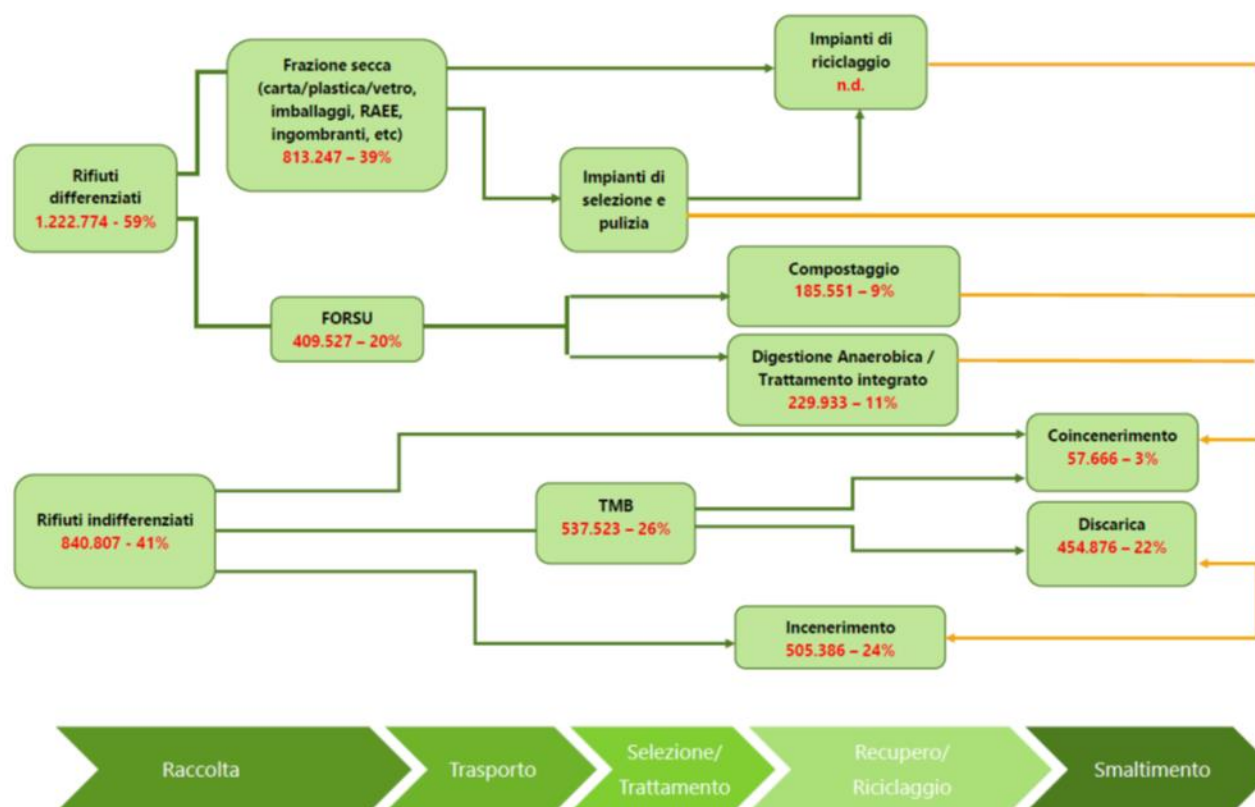 Frazione secca
(carta/plastica/vetro,
imballaggi, RAEE,
ingombranti, etc)
813.247 – 39%
Impianti di
riciclaggio
n.d.
Rifiuti
differenziati
1.222.774 - 59%
Impianti di
selezione e
pulizia
Compostaggio
185.551 – 9%
FORSU
409.527 – 20%
Digestione Anaerobica /
Trattamento integrato
229.933 – 11%
Coincenerimento
57.666 – 3%
Rifiuti indifferenziati
840.807 - 41%
TMB
537.523 – 26%
Discarica
454.876 – 22%
Incenerimento
505.386 – 24%
Raccolta
Trasporto
Selezione/
Trattamento
Recupero/
Riciclaggio
Smaltimento